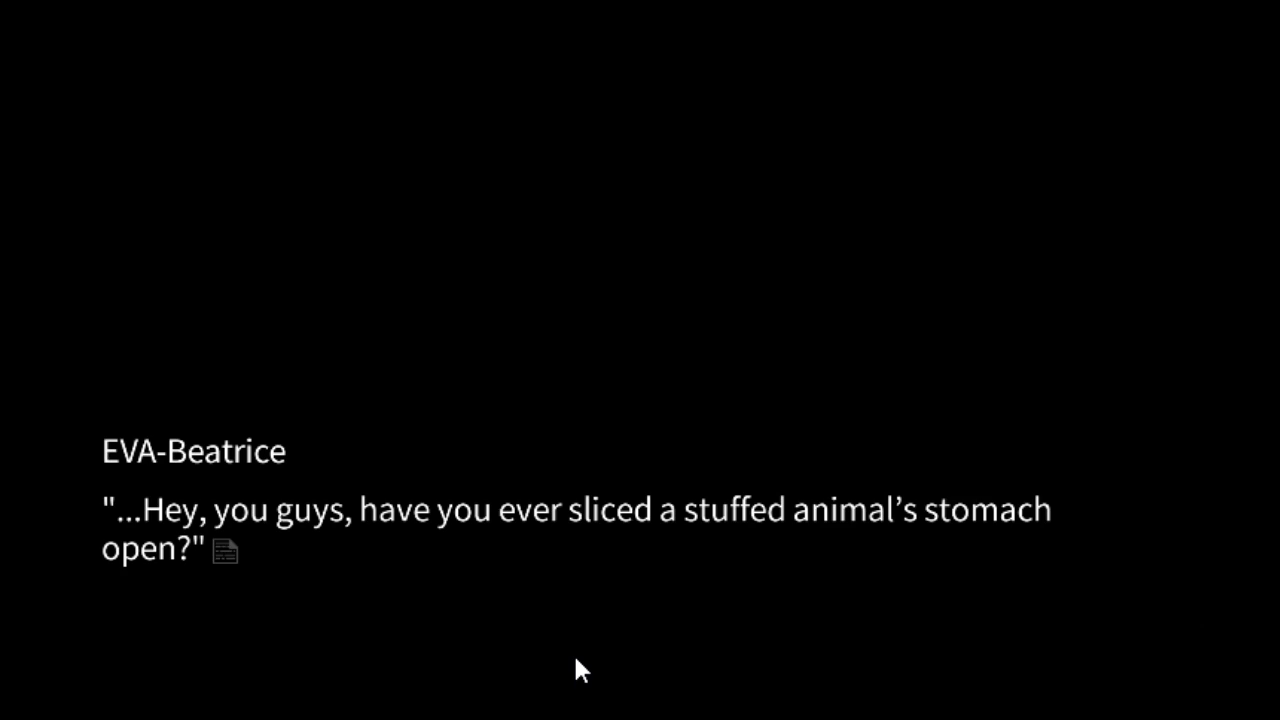 EVA-Beatrice
"...Hey, you guys, have you ever sliced a stuffed animal’s stomach
open?"